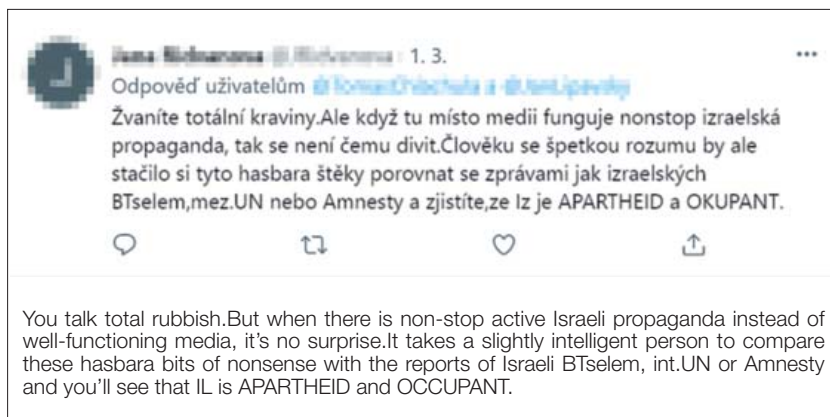 J
1. 3.
Odpověď uživatelům
Žvaníte totální kraviny.Ale když tu místo medii funguje nonstop izraelská
propaganda, tak se není čemu divit.Člověku se špetkou rozumu by ale
stačilo si tyto hasbara štěky porovnat se zprávami jak izraelských
BTselem,mez.UN nebo Amnesty a zjistíte,ze Iz je APARTHEID a OKUPANT.
You talk total rubbish.But when there is non-stop active Israeli propaganda instead of
well-functioning media, it's no surprise.It takes a slightly intelligent person to compare
these hasbara bits of nonsense with the reports of Israeli BTselem, int.UN or Amnesty
and you'll see that IL is APARTHEID and OCCUPANT.